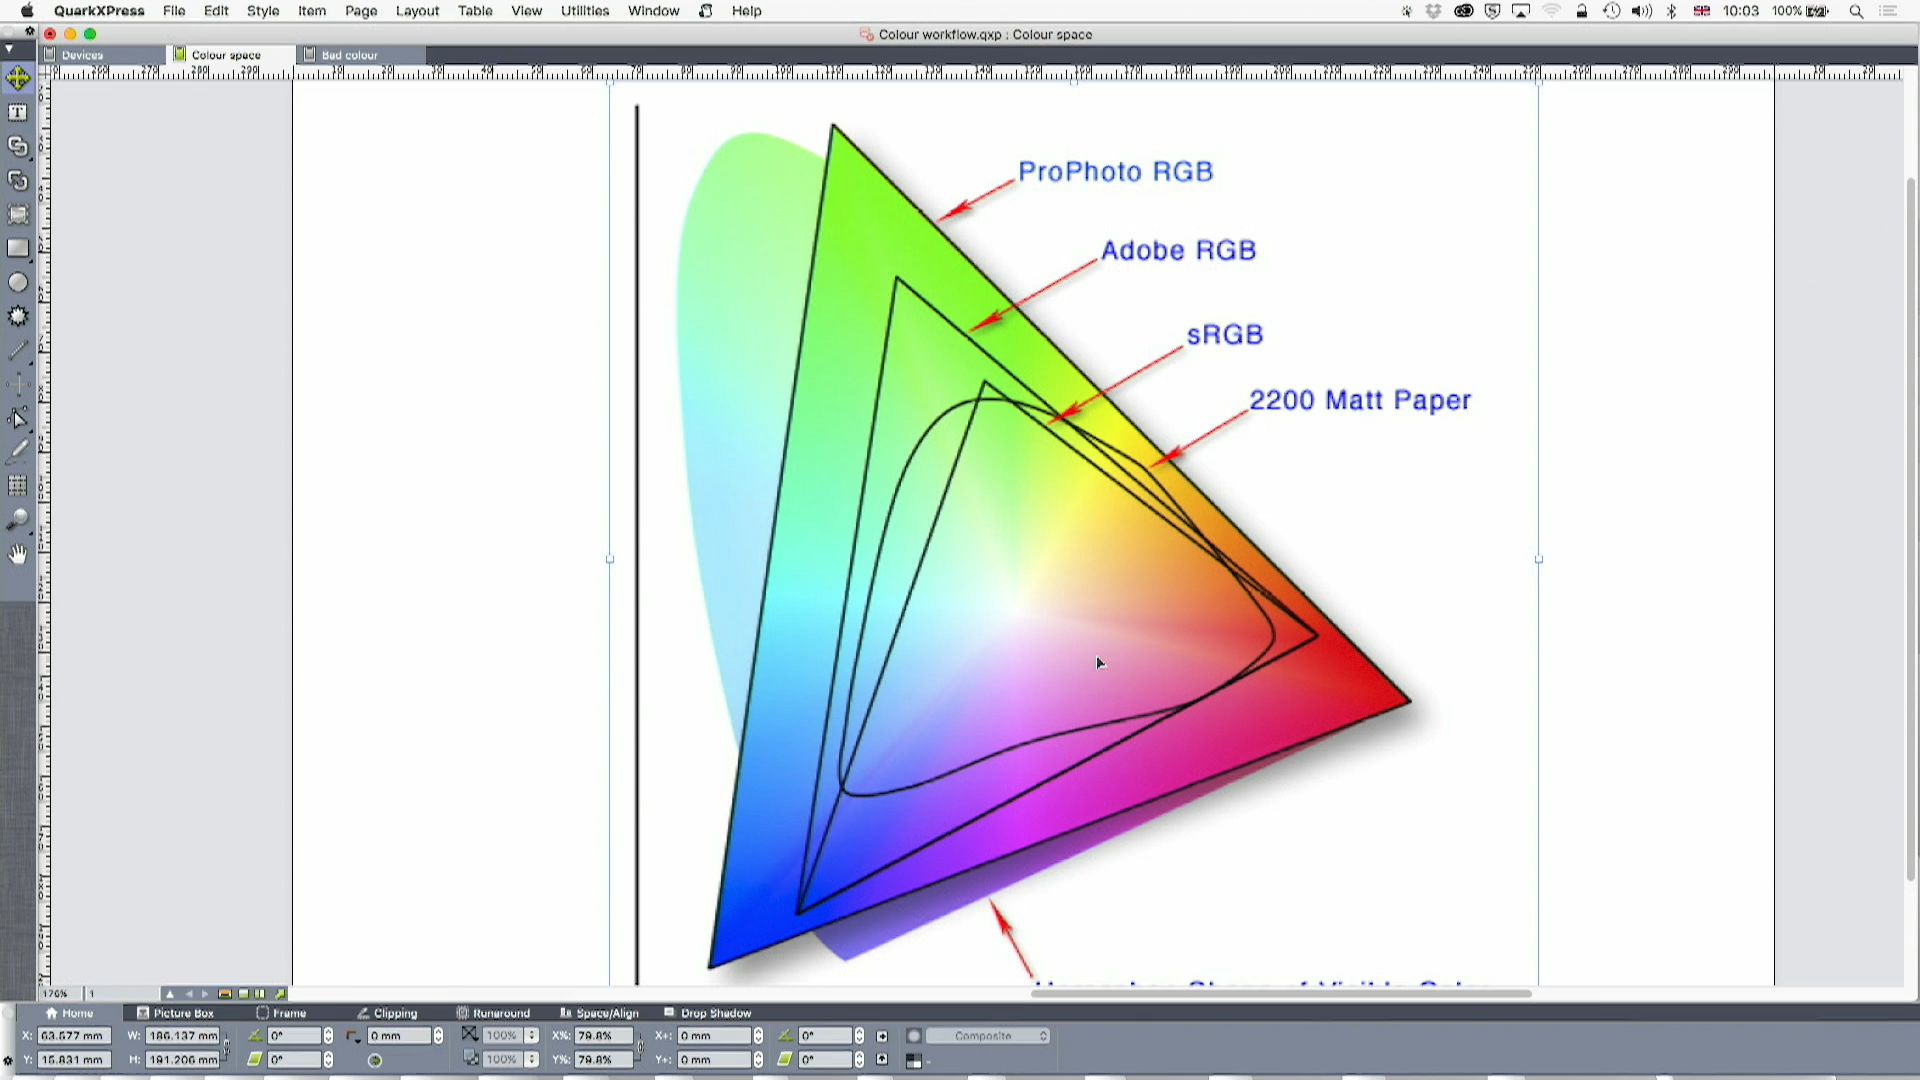 QuarkXPress File Edit Style Item Page Layout Table View Utilities Window Help 10:03 100%
Colour workflow.qxp : Colour space
Devices Colour space Bad colour
ProPhoto RGB
Adobe RGB
sRGB
2200 Matt Paper
176% 1
Home Picture Box Frame Clipping Runaround Space/Align Drop Shadow
X: 63.577 mm W: 186.137 mm 0° 0 mm 100% X%: 79.8% X+: 0 mm 0° Composite
Y: 15.831 mm H: 191.206 mm 0° 100% Y%: 79.8% Y+: 0 mm 0°